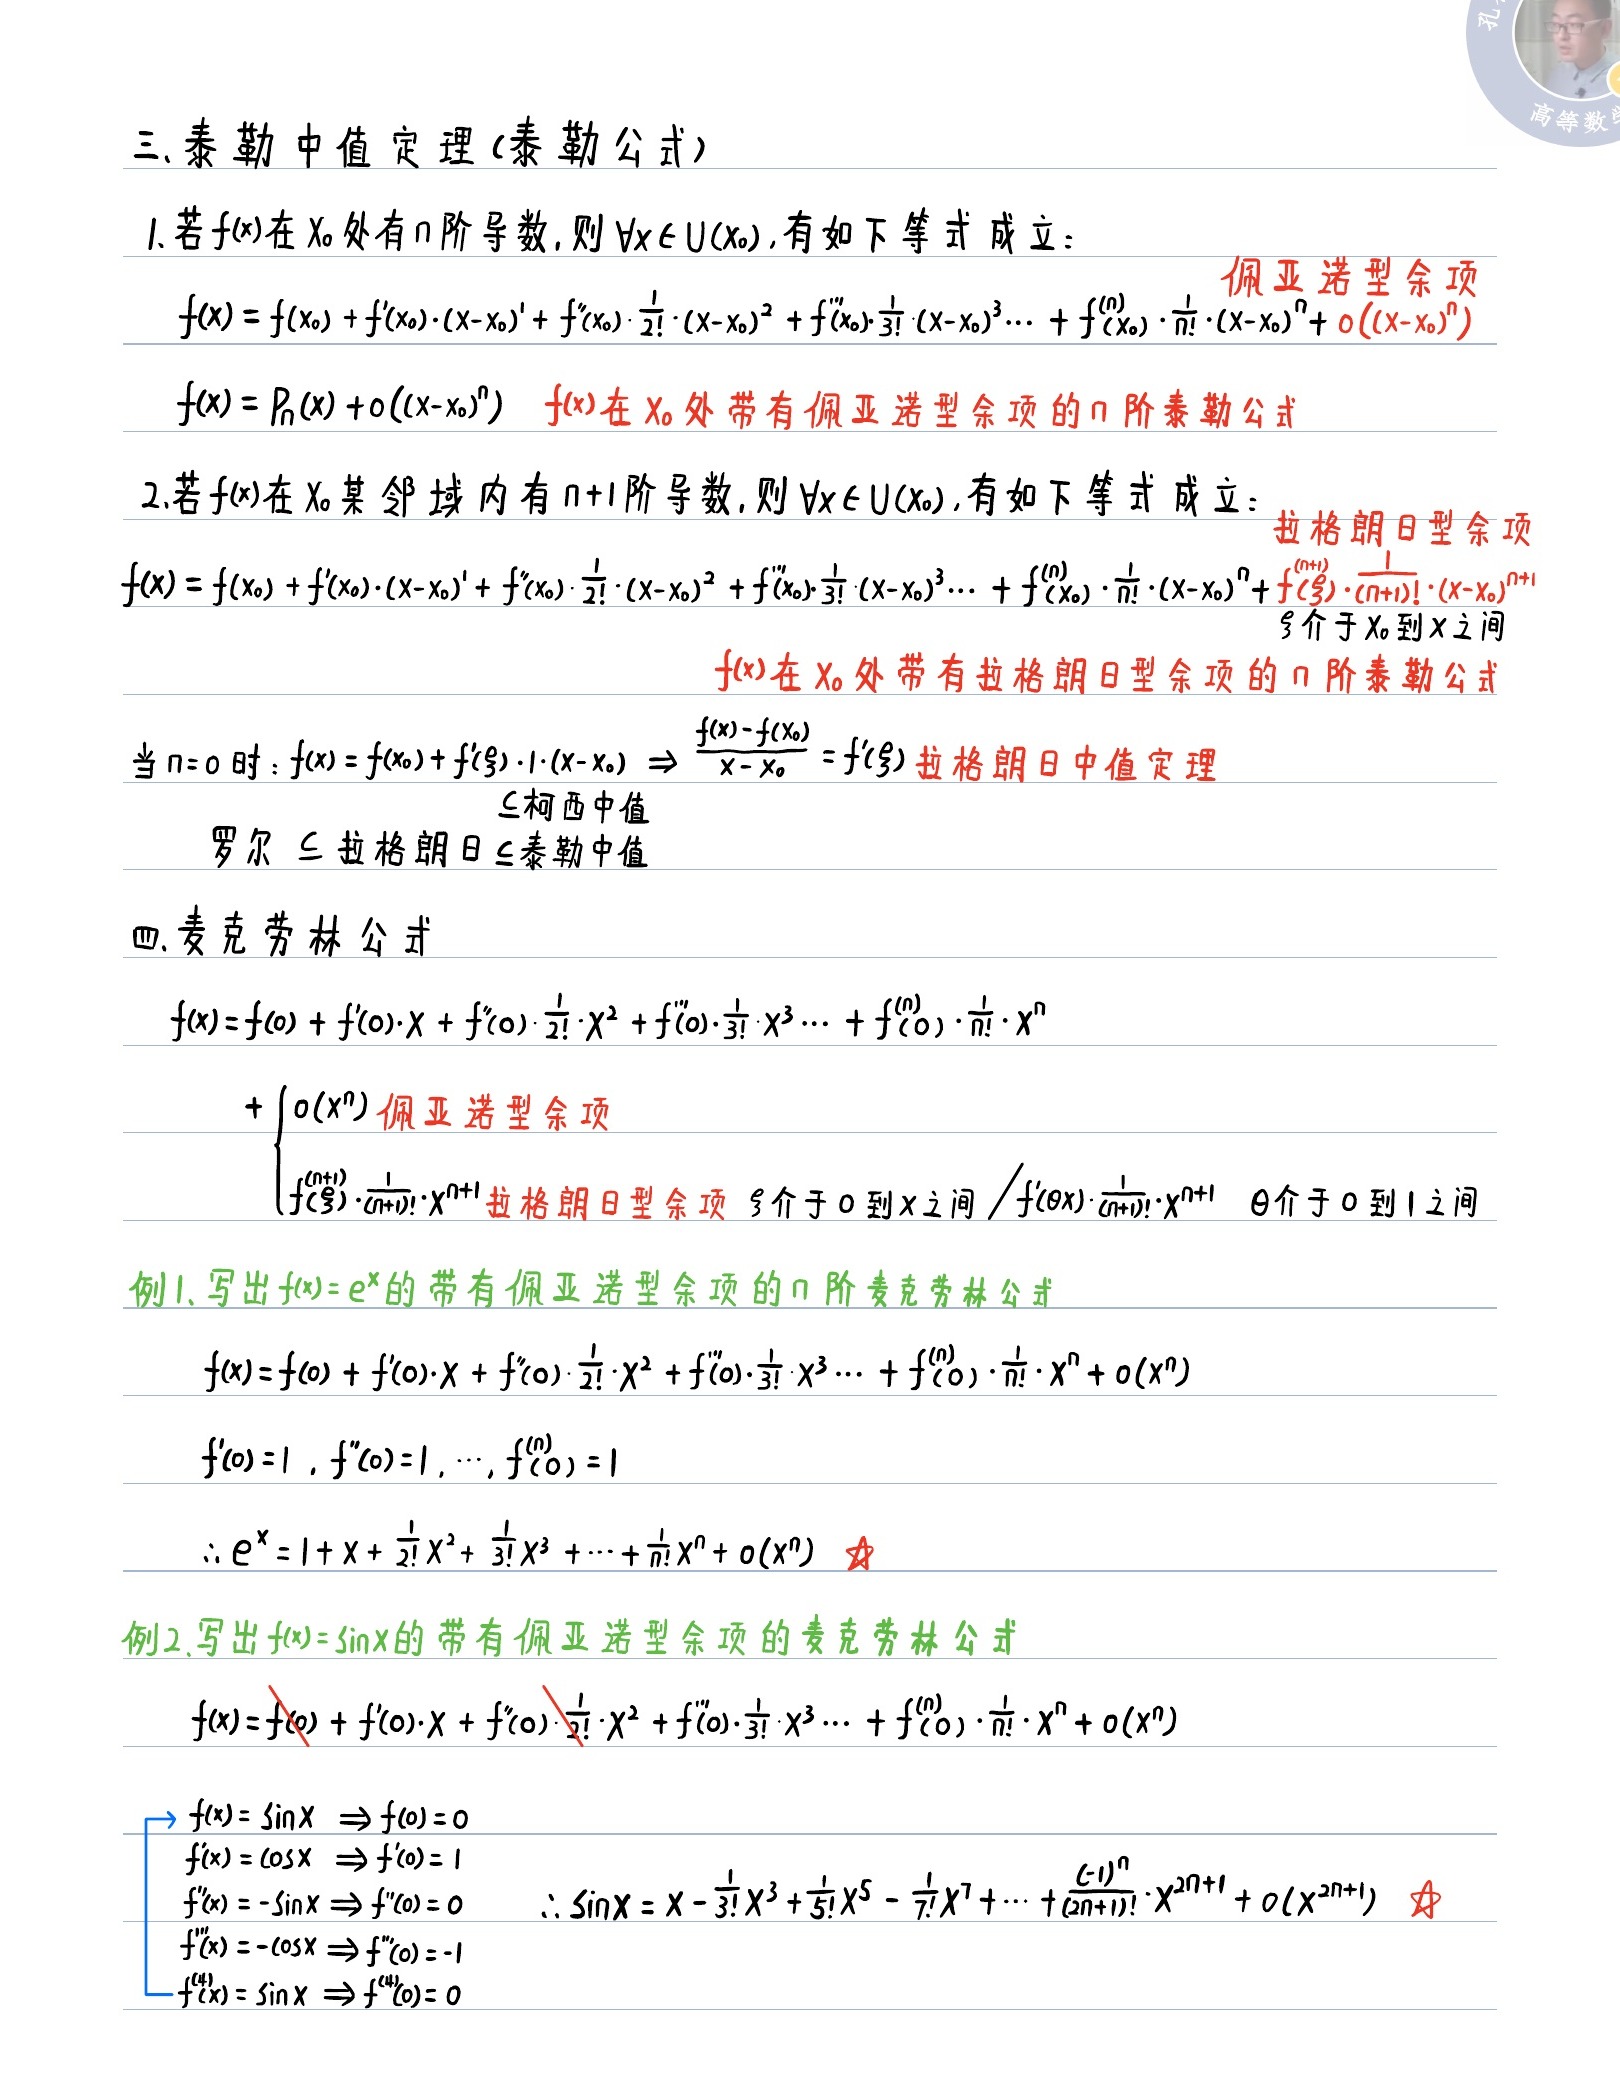 孔
高等数学
三、泰勒中值定理(泰勒公式)
1、若f(x)在x₀处有n阶导数,则∀x∈U(x₀),有如下等式成立:
佩亚诺型余项
f(x)=f(x₀)+f'(x₀)·(x-x₀)¹+f''(x₀)·1/2!·(x-x₀)²+f'''(x₀)·1/3!·(x-x₀)³…+f⁽ⁿ⁾(x₀)·1/n!·(x-x₀)ⁿ+o((x-x₀)ⁿ)
f(x)=Pₙ(x)+o((x-x₀)ⁿ) f(x)在x₀处带有佩亚诺型余项的n阶泰勒公式
2、若f(x)在x₀某邻域内有n+1阶导数,则∀x∈U(x₀),有如下等式成立:
拉格朗日型余项
f(x)=f(x₀)+f'(x₀)·(x-x₀)¹+f''(x₀)·1/2!·(x-x₀)²+f'''(x₀)·1/3!·(x-x₀)³…+f⁽ⁿ⁾(x₀)·1/n!·(x-x₀)ⁿ+f⁽ⁿ⁺¹⁾(ξ)·1/(n+1)!·(x-x₀)ⁿ⁺¹
ξ介于x₀到x之间
f(x)在x₀处带有拉格朗日型余项的n阶泰勒公式
当n=0时:f(x)=f(x₀)+f'(ξ)·1·(x-x₀) ⇒ (f(x)-f(x₀))/(x-x₀)=f'(ξ) 拉格朗日中值定理
⊆柯西中值
罗尔 ⊆ 拉格朗日⊆泰勒中值
四、麦克劳林公式
f(x)=f(0)+f'(0)·x+f''(0)·1/2!·x²+f'''(0)·1/3!·x³…+f⁽ⁿ⁾(0)·1/n!·xⁿ
+{o(xⁿ) 佩亚诺型余项
f⁽ⁿ⁺¹⁾(ξ)·1/(n+1)!·xⁿ⁺¹ 拉格朗日型余项 ξ介于0到x之间 / f'(θx)·1/(n+1)!·xⁿ⁺¹ θ介于0到1之间
例1、写出f(x)=eˣ的带有佩亚诺型余项的n阶麦克劳林公式
f(x)=f(0)+f'(0)·x+f''(0)·1/2!·x²+f'''(0)·1/3!·x³…+f⁽ⁿ⁾(0)·1/n!·xⁿ+o(xⁿ)
f'(0)=1,f''(0)=1,…,f⁽ⁿ⁾(0)=1
∴eˣ=1+x+1/2!x²+1/3!x³+…+1/n!xⁿ+o(xⁿ) ☆
例2、写出f(x)=sinx的带有佩亚诺型余项的麦克劳林公式
f(x)=f(0)+f'(0)·x+f''(0)·1/2!·x²+f'''(0)·1/3!·x³…+f⁽ⁿ⁾(0)·1/n!·xⁿ+o(xⁿ)
f(x)=sinx ⇒f(0)=0
f'(x)=cosx ⇒f'(0)=1
f''(x)=-sinx⇒f''(0)=0
∴sinx=x-1/3!x³+1/5!x⁵-1/7!x⁷+…+(-1)ⁿ/(2n+1)!·x²ⁿ⁺¹+o(x²ⁿ⁺¹) ☆
f'''(x)=-cosx⇒f'''(0)=-1
f⁽⁴⁾(x)=sinx⇒f⁽⁴⁾(0)=0